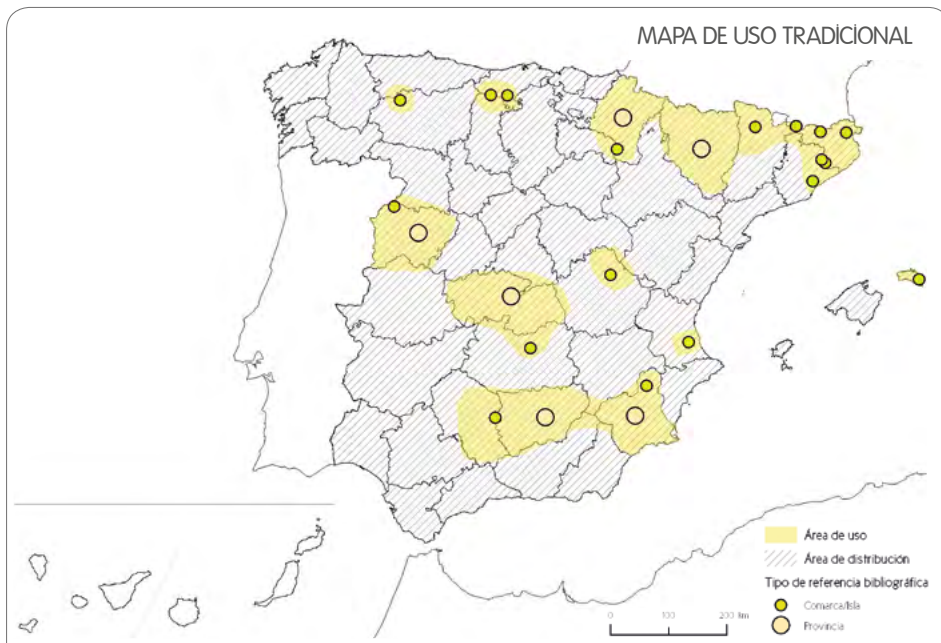 MAPA DE USO TRADICIONAL
Área de uso
Área de distribución
Tipo de referencia bibliográfica
Comarca/Isla
Provincia
0 100 200 km